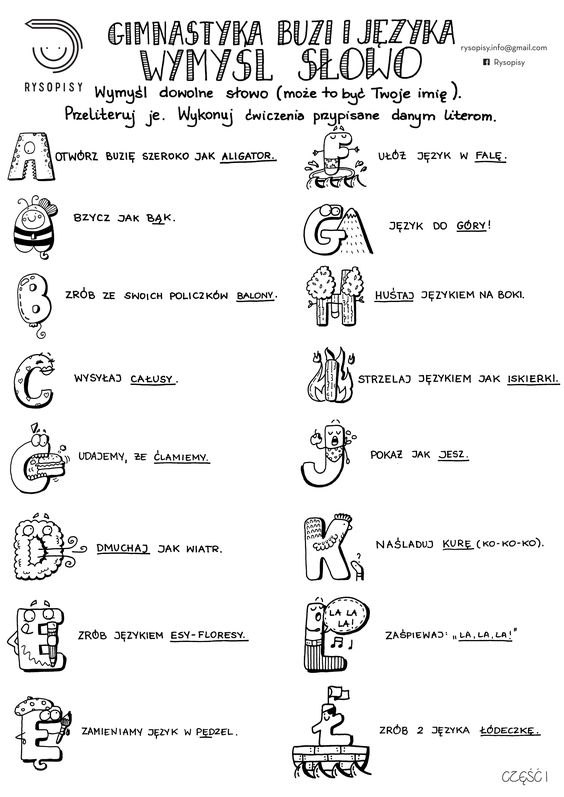 GIMNASTYKA BUZI I JĘZYKA
WYMYŚL SŁOWO
RYSOPISY
rysopisy.info@gmail.com
Rysopisy
Wymyśl dowolne słowo (może to być Twoje imię).
Przeliteruj je. Wykonuj ćwiczenia przypisane danym literom.
A
OTWÓRZ BUZIĘ SZEROKO JAK ALIGATOR.
Ą
BZYCZ JAK BĄK.
B
ZRÓB ZE SWOICH POLICZKÓW BALONY.
C
WYSYŁAJ CAŁUSY.
Ć
UDAJEMY, ŻE ĆLAMIEMY.
D
DMUCHAJ JAK WIATR.
E
ZRÓB JĘZYKIEM ESY-FLORESY.
Ę
ZAMIENIAMY JĘZYK W PĘDZEL.
F
UŁÓŻ JĘZYK W FALĘ.
G
JĘZYK DO GÓRY!
H
HUŚTAJ JĘZYKIEM NA BOKI.
I
STRZELAJ JĘZYKIEM JAK ISKIERKI.
J
POKAŻ JAK JESZ.
K
NAŚLADUJ KURĘ (KO-KO-KO).
L
LA LA
LA!
ZAŚPIEWAJ: „LA, LA, LA!"
Ł
ZRÓB Z JĘZYKA ŁÓDECZKĘ.
CZĘŚĆ I